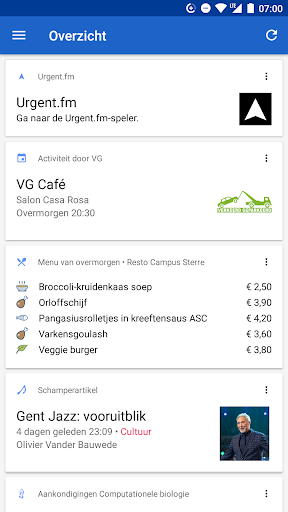 LTE 07:00
Overzicht
Urgent.fm
Urgent.fm
Ga naar de Urgent.fm-speler.
Activiteit door VG
VG Café
Salon Casa Rosa
Overmorgen 20:30
VERKEERD GEPARKEERD
Menu van overmorgen • Resto Campus Sterre
Broccoli-kruidenkaas soep € 2,50
Orloffschijf € 3,90
Pangasiusrolletjes in kreeftensaus ASC € 4,20
Varkensgoulash € 3,60
Veggie burger € 3,80
Schamperartikel
Gent Jazz: vooruitblik
4 dagen geleden 23:09 • Cultuur
Olivier Vander Bauwede
Aankondigingen Computationele biologie